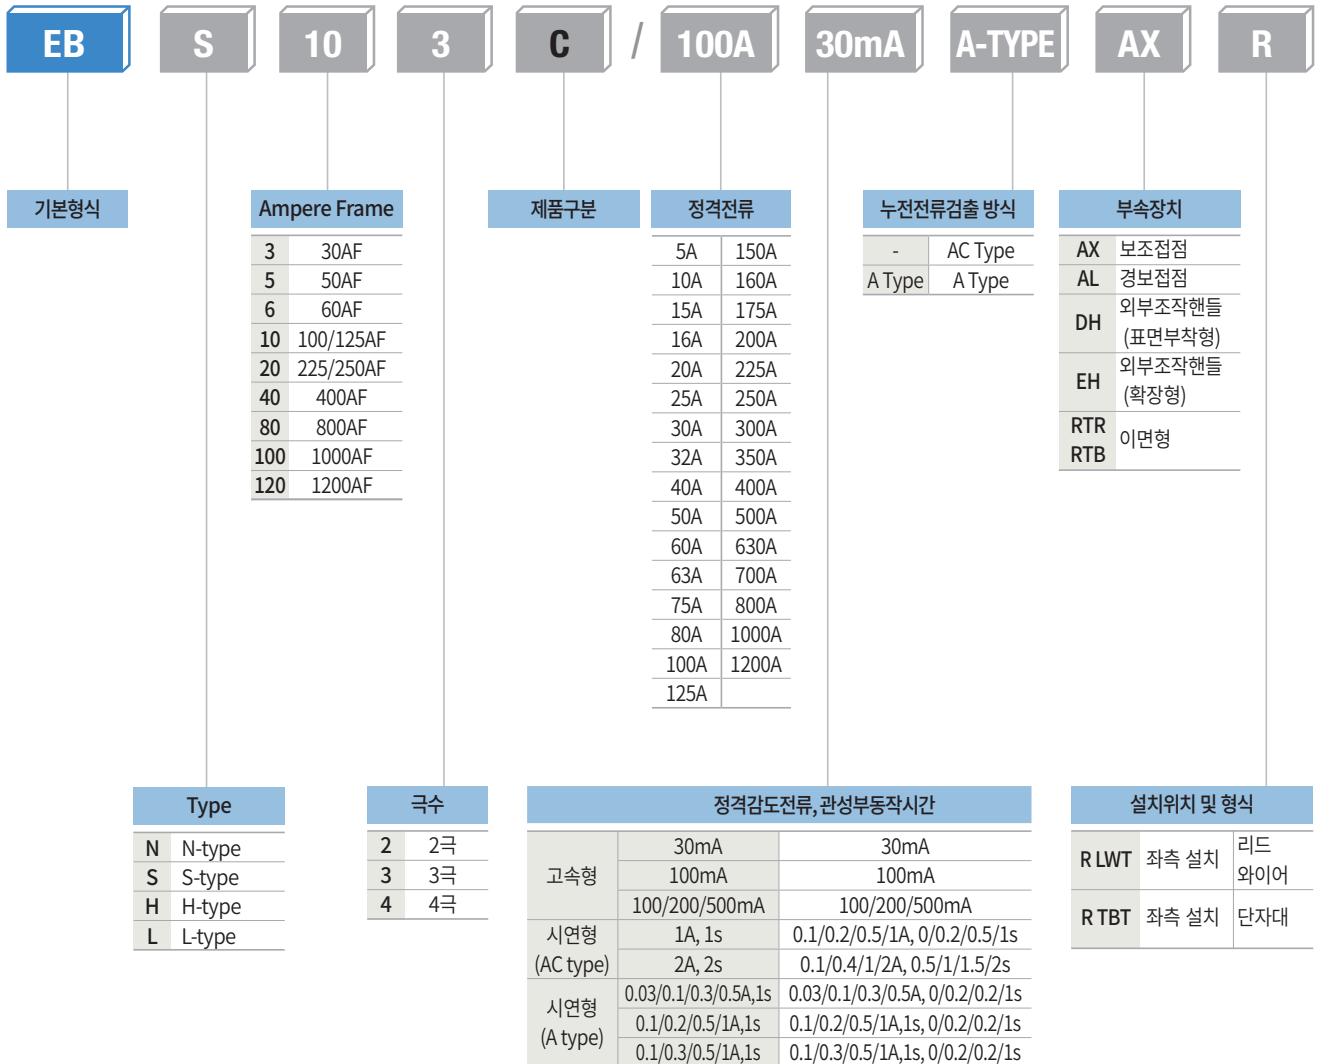 EB S 10 3 C / 100A 30mA A-TYPE AX R
기본형식
Ampere Frame
3 30AF
5 50AF
6 60AF
10 100/125AF
20 225/250AF
40 400AF
80 800AF
100 1000AF
120 1200AF
제품구분
정격전류
5A 150A
10A 160A
15A 175A
16A 200A
20A 225A
25A 250A
30A 300A
32A 350A
40A 400A
50A 500A
60A 630A
63A 700A
75A 800A
80A 1000A
100A 1200A
125A
누전전류검출 방식
- AC Type
A Type A Type
부속장치
AX 보조접점
AL 경보접점
DH 외부조작핸들
(표면부착형)
EH 외부조작핸들
(확장형)
RTR
RTB 이면형
Type
N N-type
S S-type
H H-type
L L-type
극수
2 2극
3 3극
4 4극
정격감도전류, 관성부동작시간
고속형 30mA 30mA
100mA 100mA
100/200/500mA 100/200/500mA
시연형
(AC type) 1A, 1s 0.1/0.2/0.5/1A, 0/0.2/0.5/1s
2A, 2s 0.1/0.4/1/2A, 0.5/1/1.5/2s
시연형
(A type) 0.03/0.1/0.3/0.5A,1s 0.03/0.1/0.3/0.5A, 0/0.2/0.2/1s
0.1/0.2/0.5/1A,1s 0.1/0.2/0.5/1A,1s, 0/0.2/0.2/1s
0.1/0.3/0.5/1A,1s 0.1/0.3/0.5/1A,1s, 0/0.2/0.2/1s
설치위치 및 형식
R LWT 좌측 설치 리드
와이어
R TBT 좌측 설치 단자대